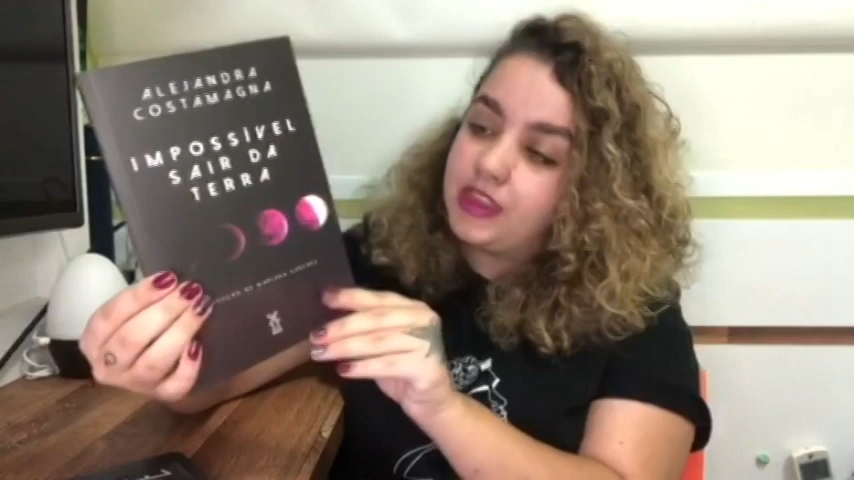 ALEJANDRA
COSTAMAGNA
IMPOSSÍVEL
SAIR DA
TERRA